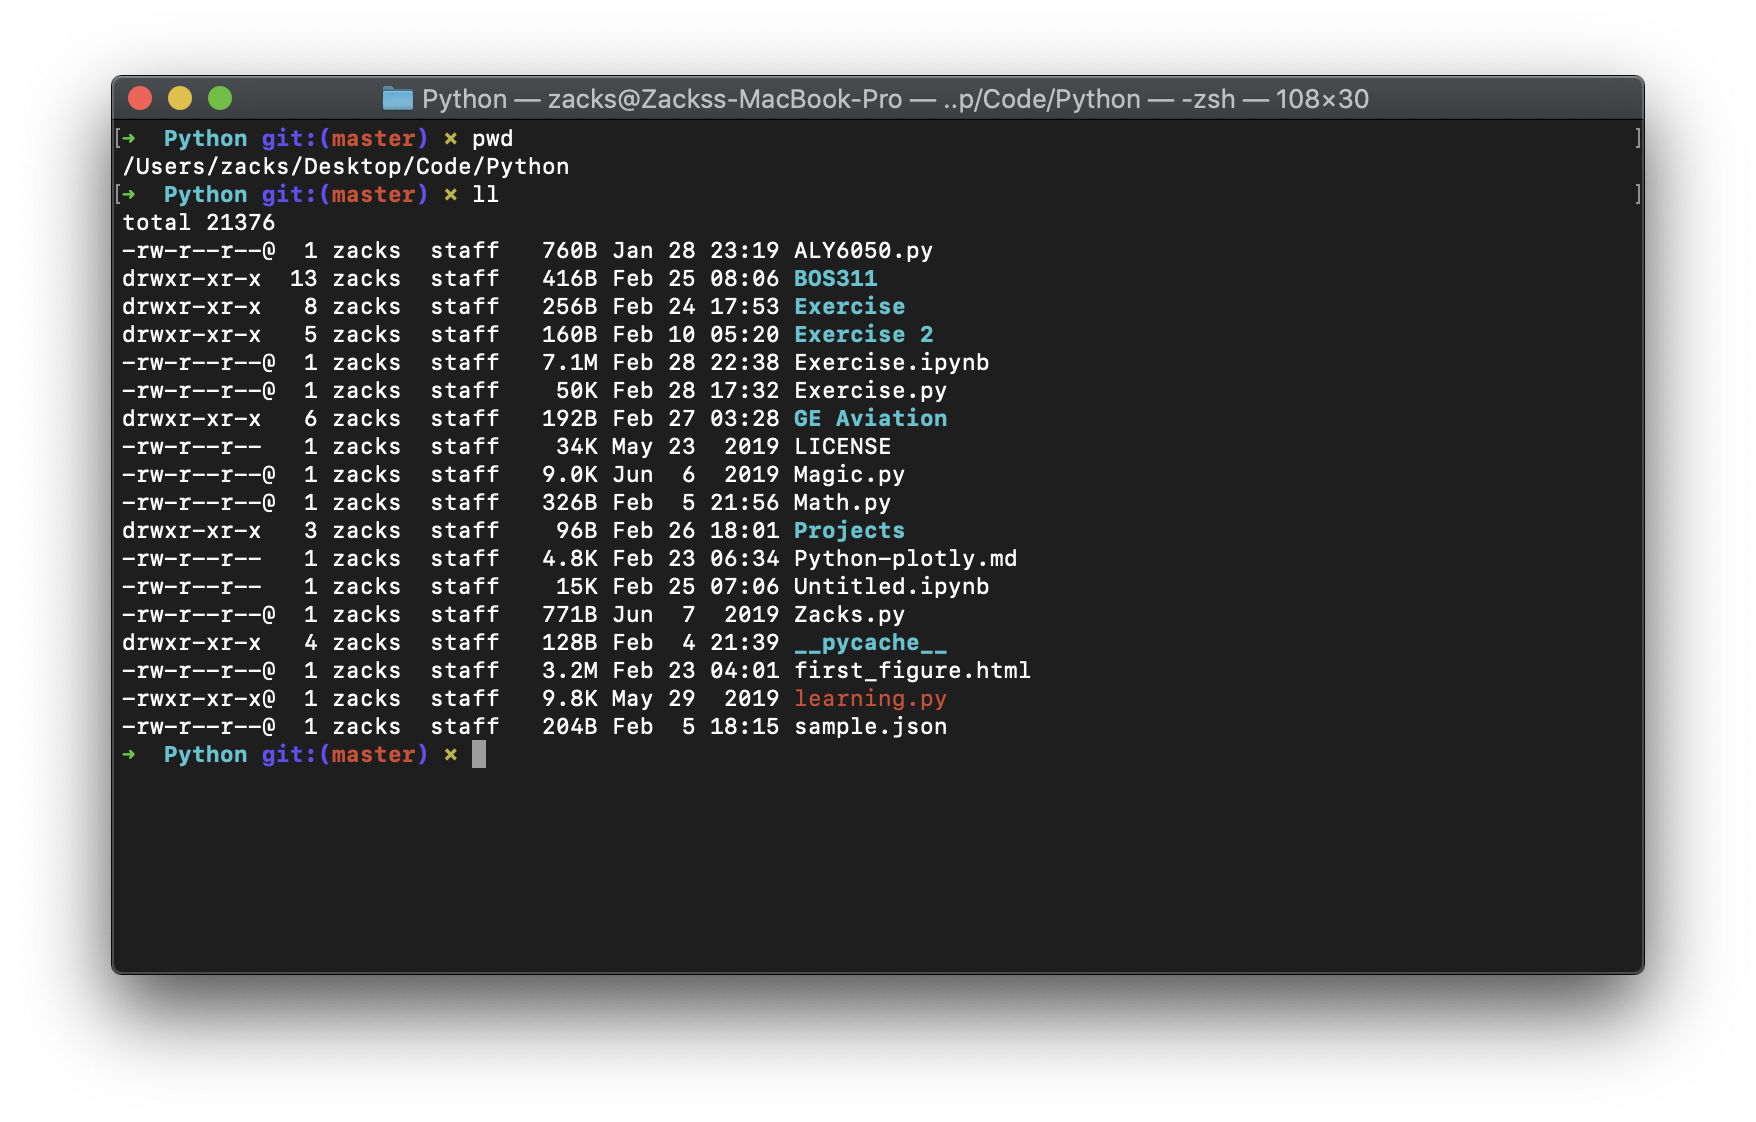 Python — zacks@Zackss-MacBook-Pro — ..p/Code/Python — -zsh — 108×30
[➜  Python git:(master) ✗ pwd ]
/Users/zacks/Desktop/Code/Python
[➜  Python git:(master) ✗ ll ]
total 21376
-rw-r--r--@  1 zacks  staff   760B Jan 28 23:19 ALY6050.py
drwxr-xr-x  13 zacks  staff   416B Feb 25 08:06 BOS311
drwxr-xr-x   8 zacks  staff   256B Feb 24 17:53 Exercise
drwxr-xr-x   5 zacks  staff   160B Feb 10 05:20 Exercise 2
-rw-r--r--@  1 zacks  staff   7.1M Feb 28 22:38 Exercise.ipynb
-rw-r--r--@  1 zacks  staff    50K Feb 28 17:32 Exercise.py
drwxr-xr-x   6 zacks  staff   192B Feb 27 03:28 GE Aviation
-rw-r--r--   1 zacks  staff    34K May 23  2019 LICENSE
-rw-r--r--@  1 zacks  staff   9.0K Jun  6  2019 Magic.py
-rw-r--r--@  1 zacks  staff   326B Feb  5 21:56 Math.py
drwxr-xr-x   3 zacks  staff    96B Feb 26 18:01 Projects
-rw-r--r--   1 zacks  staff   4.8K Feb 23 06:34 Python-plotly.md
-rw-r--r--   1 zacks  staff    15K Feb 25 07:06 Untitled.ipynb
-rw-r--r--@  1 zacks  staff   771B Jun  7  2019 Zacks.py
drwxr-xr-x   4 zacks  staff   128B Feb  4 21:39 __pycache__
-rw-r--r--@  1 zacks  staff   3.2M Feb 23 04:01 first_figure.html
-rwxr-xr-x@  1 zacks  staff   9.8K May 29  2019 learning.py
-rw-r--r--@  1 zacks  staff   204B Feb  5 18:15 sample.json
➜  Python git:(master) ✗